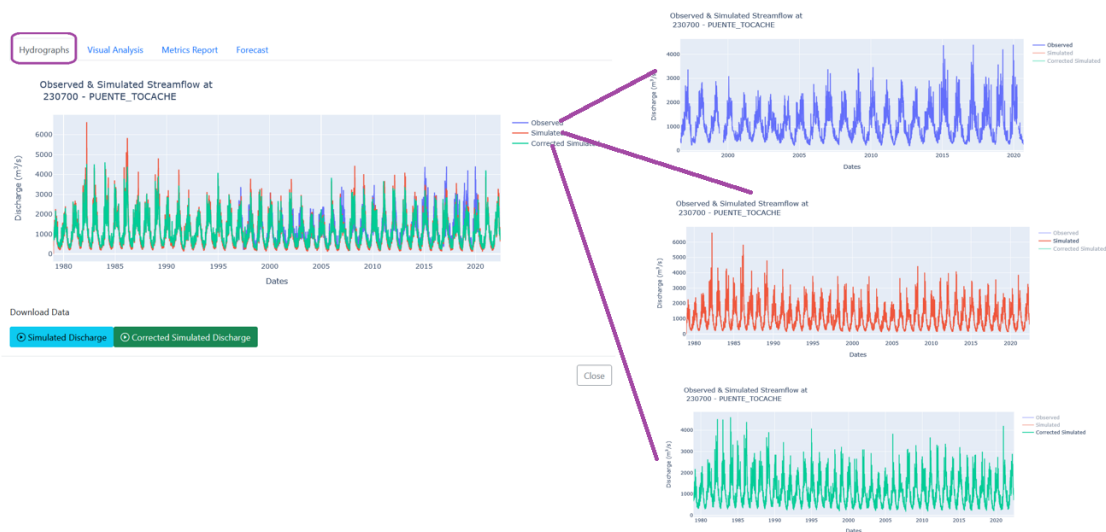 Hydrographs Visual Analysis Metrics Report Forecast
Observed & Simulated Streamflow at
230700 - PUENTE_TOCACHE
Observed
Simulated
Corrected Simulated
Discharge (m³/s)
6000
5000
4000
3000
2000
1000
0
1980 1985 1990 1995 2000 2005 2010 2015 2020
Dates
Download Data
Simulated Discharge
Corrected Simulated Discharge
Close
Observed & Simulated Streamflow at
230700 - PUENTE_TOCACHE
Observed
Simulated
Corrected Simulated
Discharge (m³/s)
4000
3000
2000
1000
0
2000 2005 2010 2015 2020
Dates
Observed & Simulated Streamflow at
230700 - PUENTE_TOCACHE
Observed
Simulated
Corrected Simulated
Discharge (m³/s)
6000
5000
4000
3000
2000
1000
0
1980 1985 1990 1995 2000 2005 2010 2015 2020
Dates
Observed & Simulated Streamflow at
230700 - PUENTE_TOCACHE
Observed
Simulated
Corrected Simulated
Discharge (m³/s)
4000
3000
2000
1000
0
1980 1985 1990 1995 2000 2005 2010 2015 2020
Dates